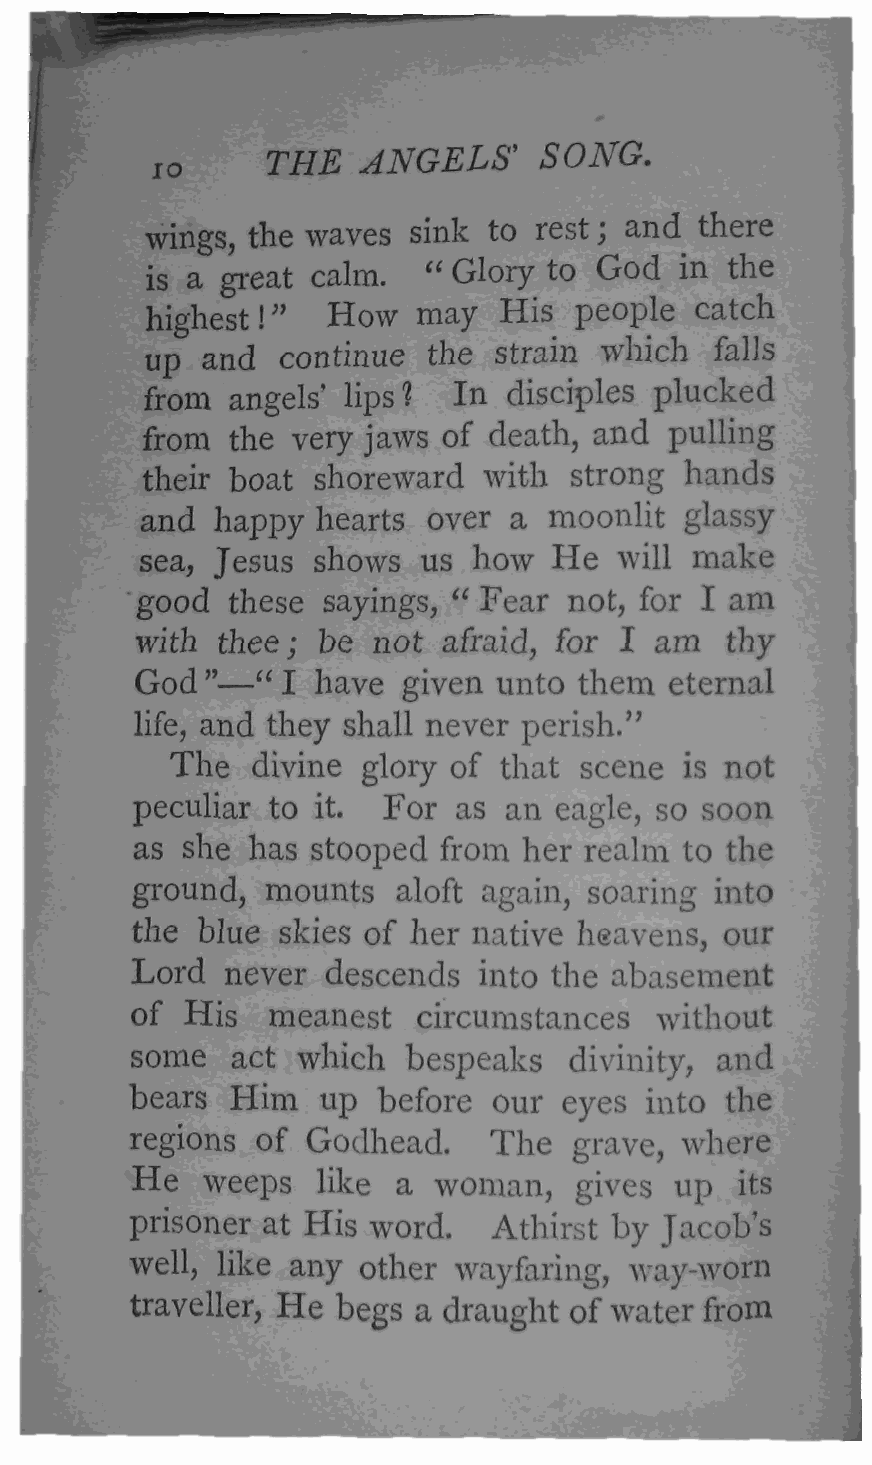 10 THE ANGELS' SONG.
wings, the waves sink to rest; and there
is a great calm. "Glory to God in the
highest!" How may His people catch
up and continue the strain which falls
from angels' lips? In disciples plucked
from the very jaws of death, and pulling
their boat shoreward with strong hands
and happy hearts over a moonlit glassy
sea, Jesus shows us how He will make
good these sayings, "Fear not, for I am
with thee; be not afraid, for I am thy
God"—"I have given unto them eternal
life, and they shall never perish."
The divine glory of that scene is not
peculiar to it. For as an eagle, so soon
as she has stooped from her realm to the
ground, mounts aloft again, soaring into
the blue skies of her native heavens, our
Lord never descends into the abasement
of His meanest circumstances without
some act which bespeaks divinity, and
bears Him up before our eyes into the
regions of Godhead. The grave, where
He weeps like a woman, gives up its
prisoner at His word. Athirst by Jacob's
well, like any other wayfaring, way-worn
traveller, He begs a draught of water from